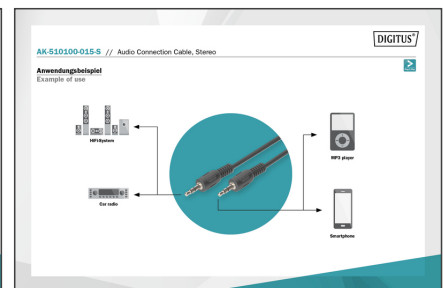 DIGITUS®
AK-510100-015-S // Audio Connection Cable, Stereo
Anwendungsbeispiel
Example of use
HiFi-System
MP3 player
Car radio
Smartphone